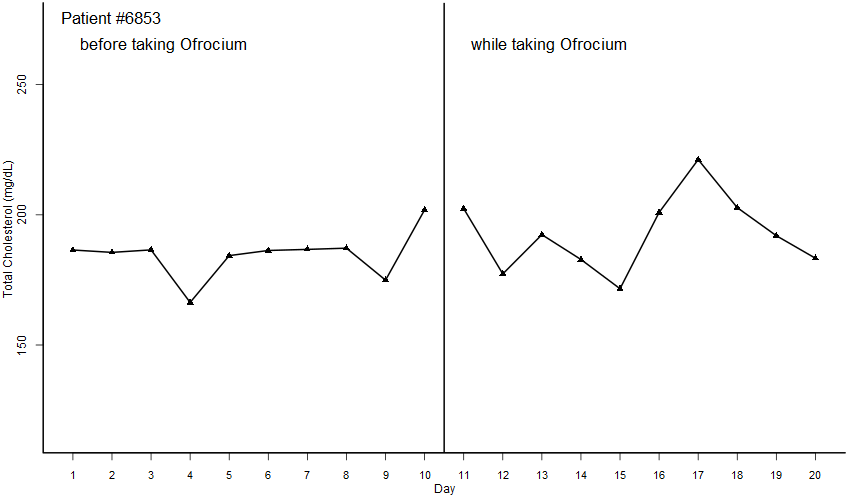 Patient #6853
before taking Ofrocium
while taking Ofrocium
Total Cholesterol (mg/dL)
250
200
150
1 2 3 4 5 6 7 8 9 10 11 12 13 14 15 16 17 18 19 20
Day